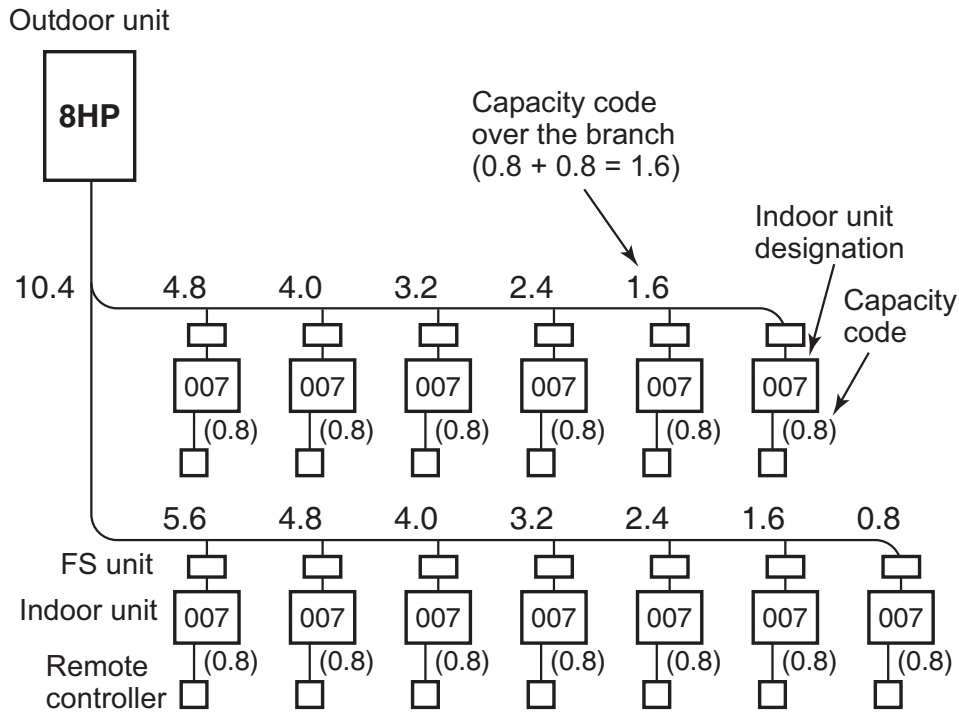 Outdoor unit
8HP
Capacity code
over the branch
(0.8 + 0.8 = 1.6)
Indoor unit
designation
10.4 4.8 4.0 3.2 2.4 1.6
Capacity
code
007 007 007 007 007 007
(0.8) (0.8) (0.8) (0.8) (0.8) (0.8)
5.6 4.8 4.0 3.2 2.4 1.6 0.8
FS unit
Indoor unit 007 007 007 007 007 007 007
(0.8) (0.8) (0.8) (0.8) (0.8) (0.8) (0.8)
Remote
controller